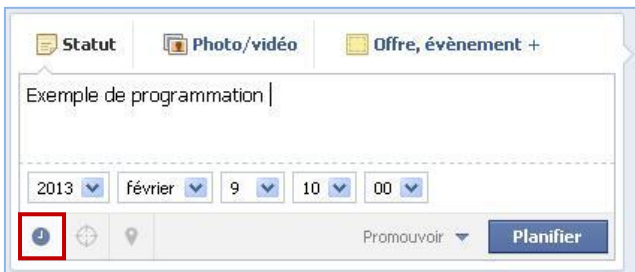 Statut Photo/vidéo Offre, évènement +
Exemple de programmation
2013 février 9 10 00
Promouvoir Planifier